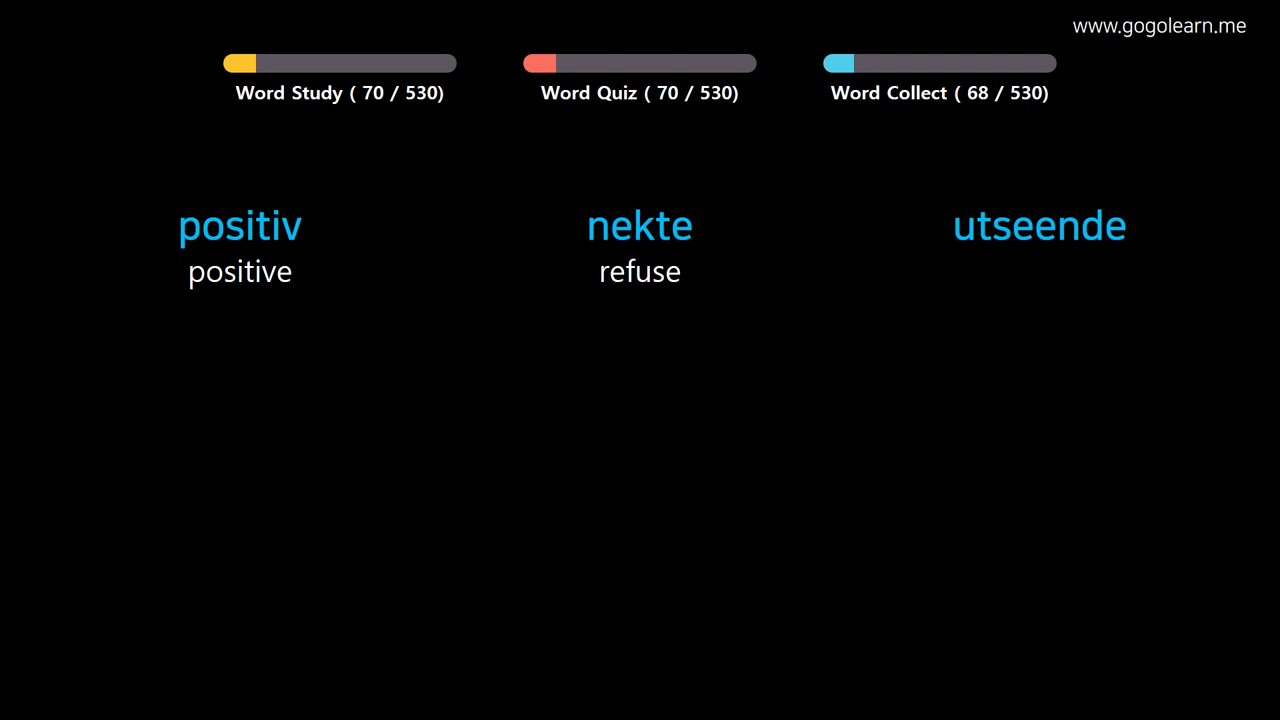 www.gogolearn.me
Word Study ( 70 / 530)
Word Quiz ( 70 / 530)
Word Collect ( 68 / 530)
positiv
nekte
utseende
positive
refuse